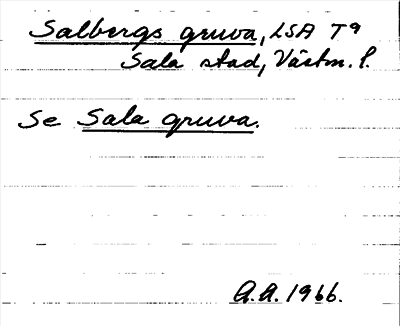 Salbergs gruva, LSA T9
Sala stad, Västm. l.
Se Sala gruva.
A.A. 1966.